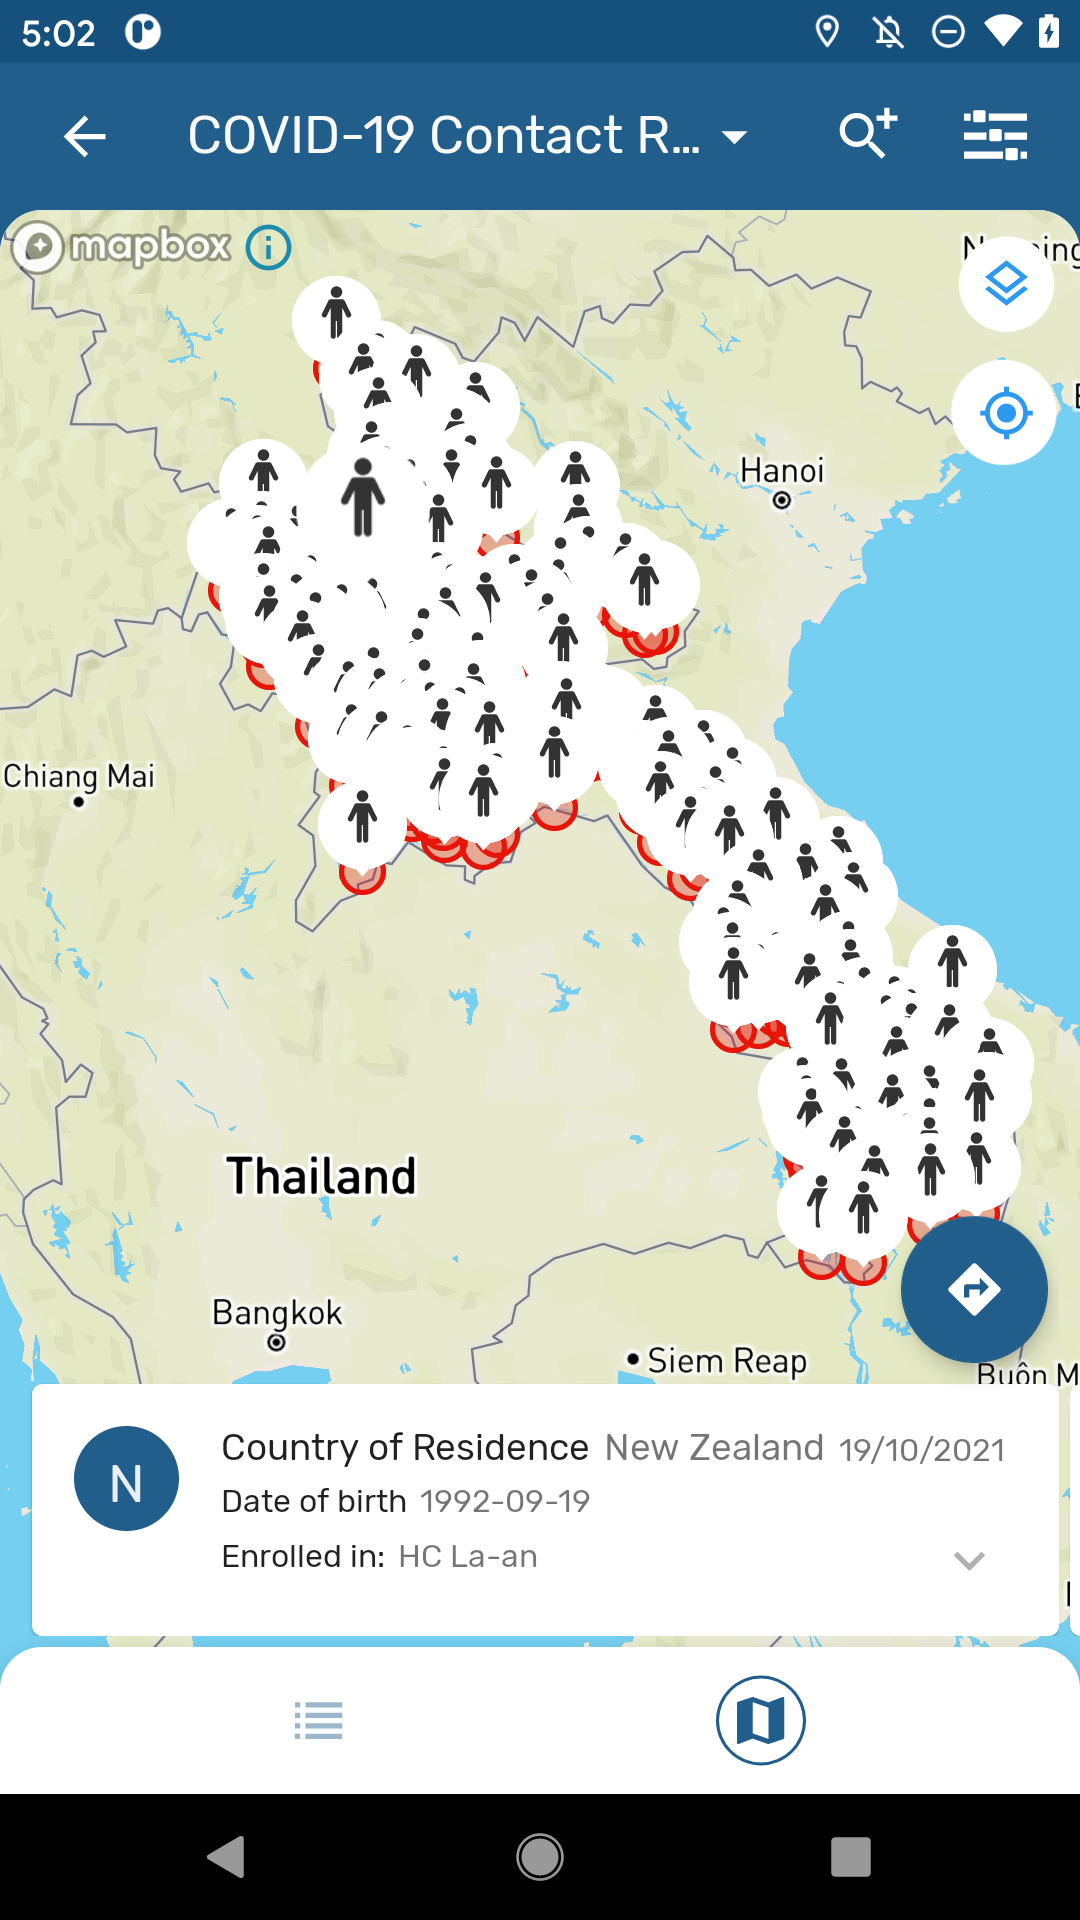 5:02
COVID-19 Contact R...
mapbox
Hanoi
Chiang Mai
Thailand
Bangkok
Siem Reap
Buôn M
Country of Residence New Zealand 19/10/2021
N
Date of birth 1992-09-19
Enrolled in: HC La-an